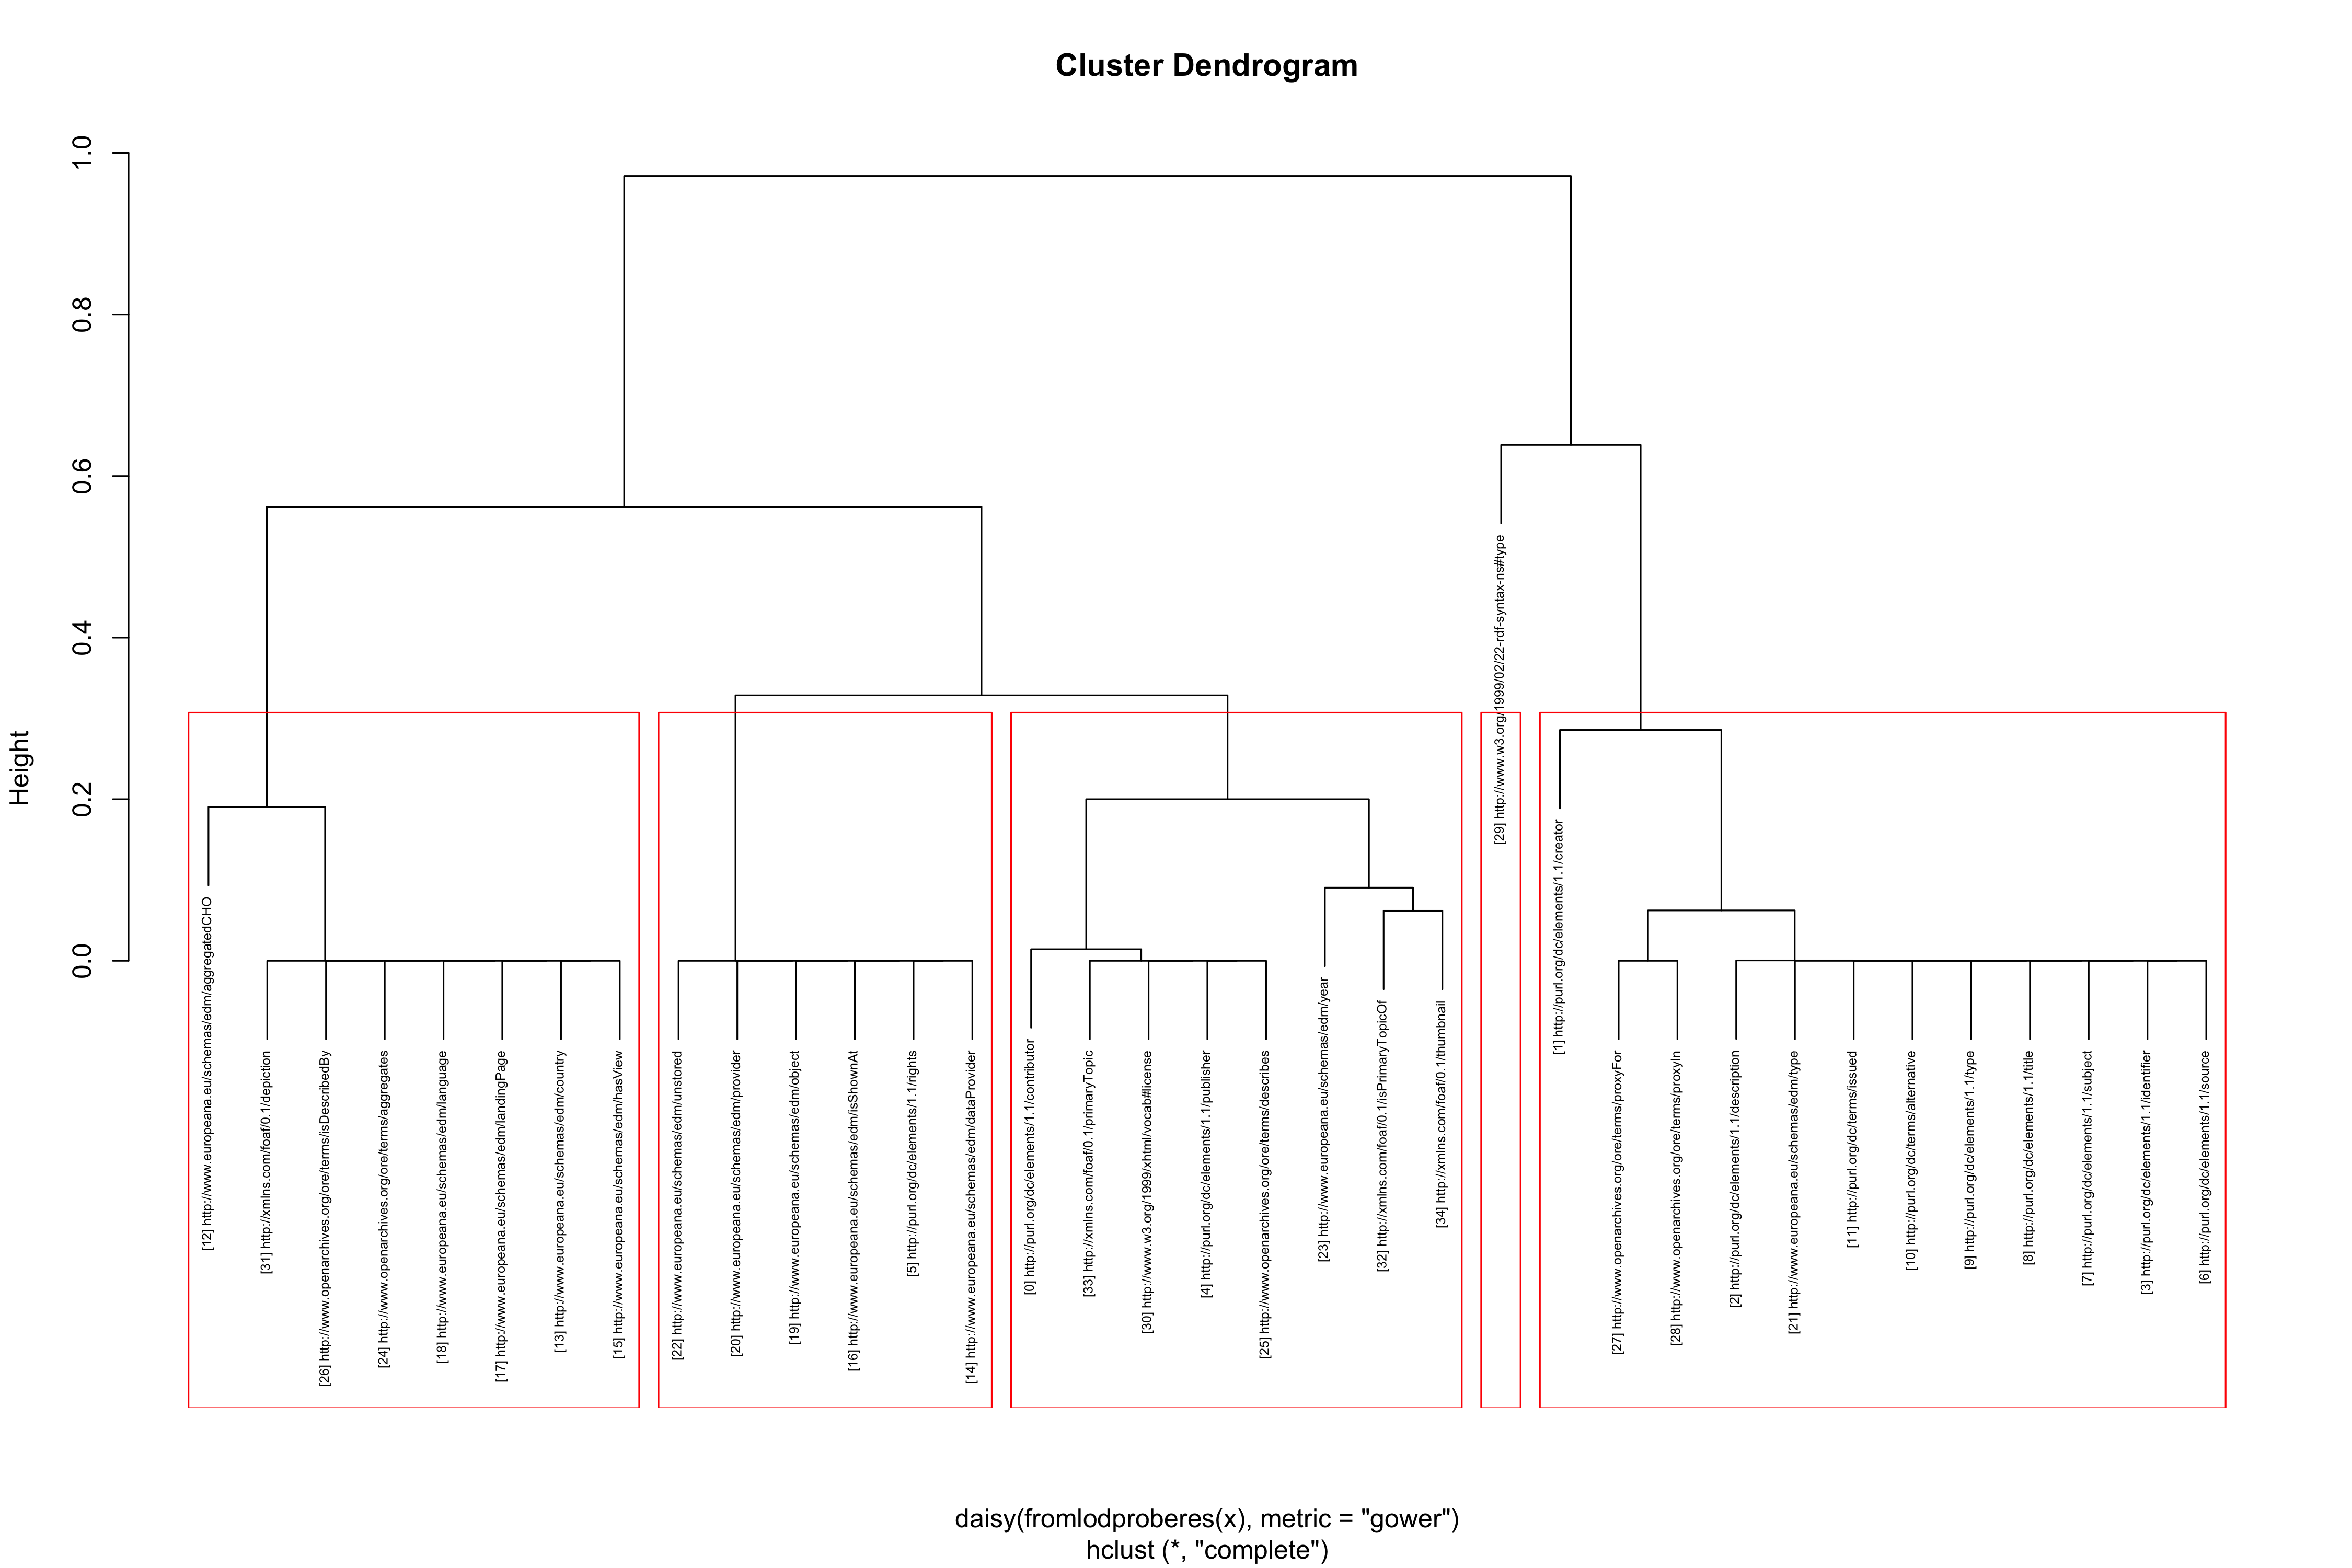 Cluster Dendrogram
Height
1.0
0.8
0.6
0.4
0.2
0.0
[12] http://www.europeana.eu/schemas/edm/aggregatedCHO
[31] http://xmlns.com/foaf/0.1/depiction
[26] http://www.openarchives.org/ore/terms/isDescribedBy
[24] http://www.openarchives.org/ore/terms/aggregates
[18] http://www.europeana.eu/schemas/edm/language
[17] http://www.europeana.eu/schemas/edm/landingPage
[13] http://www.europeana.eu/schemas/edm/country
[15] http://www.europeana.eu/schemas/edm/hasView
[22] http://www.europeana.eu/schemas/edm/unstored
[20] http://www.europeana.eu/schemas/edm/provider
[19] http://www.europeana.eu/schemas/edm/object
[16] http://www.europeana.eu/schemas/edm/isShownAt
[5] http://purl.org/dc/elements/1.1/rights
[14] http://www.europeana.eu/schemas/edm/dataProvider
[0] http://purl.org/dc/elements/1.1/contributor
[33] http://xmlns.com/foaf/0.1/primaryTopic
[30] http://www.w3.org/1999/xhtml/vocab#license
[4] http://purl.org/dc/elements/1.1/publisher
[25] http://www.openarchives.org/ore/terms/describes
[23] http://www.europeana.eu/schemas/edm/year
[32] http://xmlns.com/foaf/0.1/isPrimaryTopicOf
[34] http://xmlns.com/foaf/0.1/thumbnail
[29] http://www.w3.org/1999/02/22-rdf-syntax-ns#type
[1] http://purl.org/dc/elements/1.1/creator
[27] http://www.openarchives.org/ore/terms/proxyFor
[28] http://www.openarchives.org/ore/terms/proxyIn
[2] http://purl.org/dc/elements/1.1/description
[21] http://www.europeana.eu/schemas/edm/type
[11] http://purl.org/dc/terms/issued
[10] http://purl.org/dc/terms/alternative
[9] http://purl.org/dc/elements/1.1/type
[8] http://purl.org/dc/elements/1.1/title
[7] http://purl.org/dc/elements/1.1/subject
[3] http://purl.org/dc/elements/1.1/identifier
[6] http://purl.org/dc/elements/1.1/source
daisy(fromlodproberes(x), metric = "gower")
hclust (*, "complete")